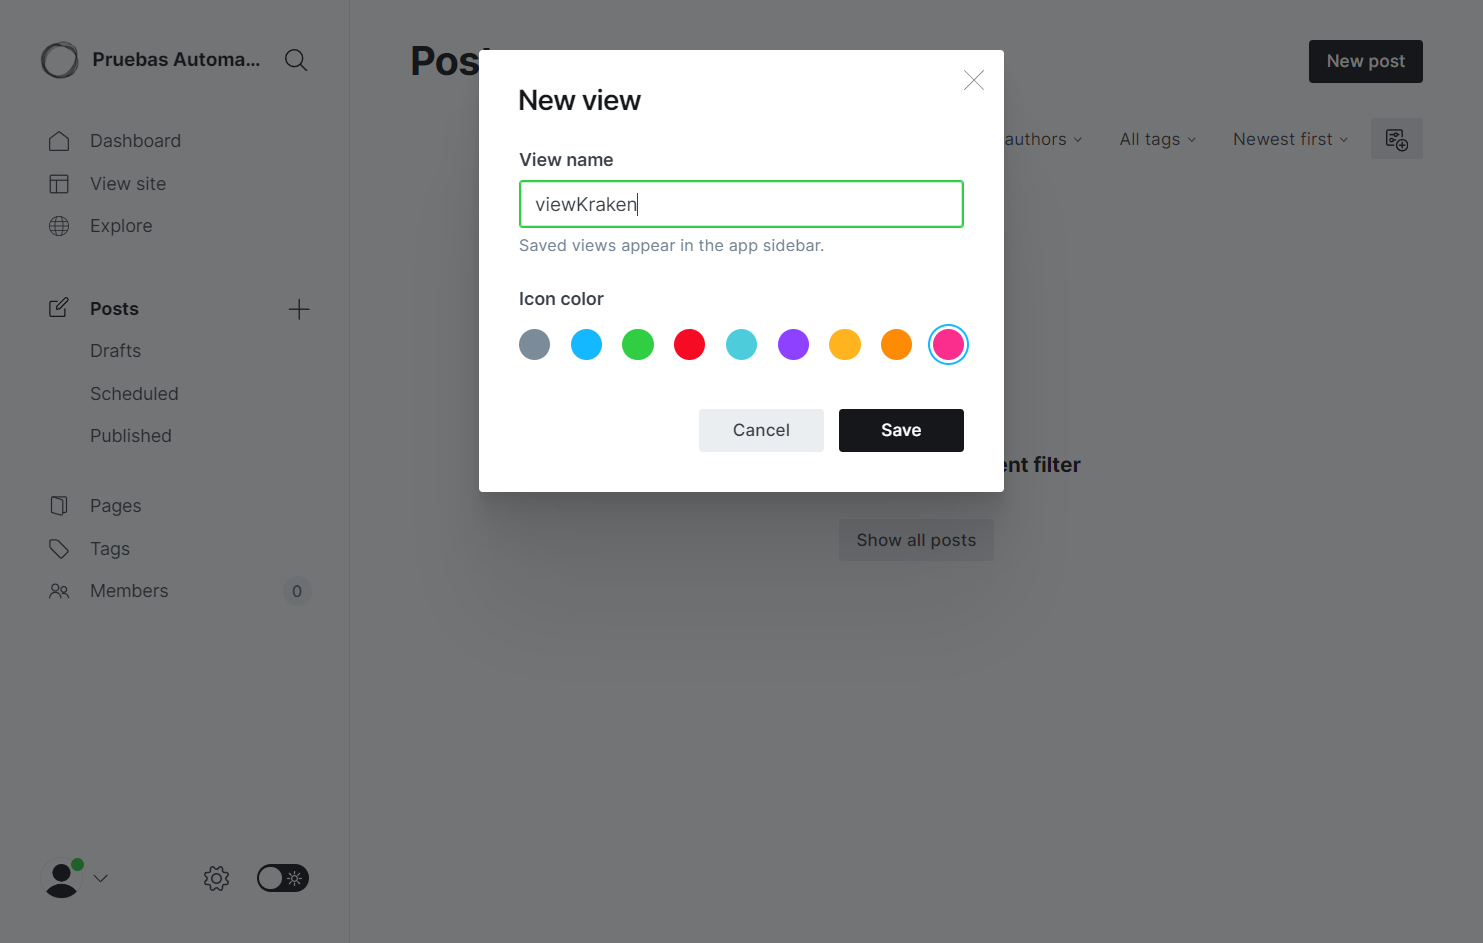 Pruebas Automa...
Dashboard
View site
Explore
Posts
Drafts
Scheduled
Published
Pages
Tags
Members
0
New post
authors
All tags
Newest first
New view
View name
viewKraken
Saved views appear in the app sidebar.
Icon color
Cancel
Save
filter
Show all posts